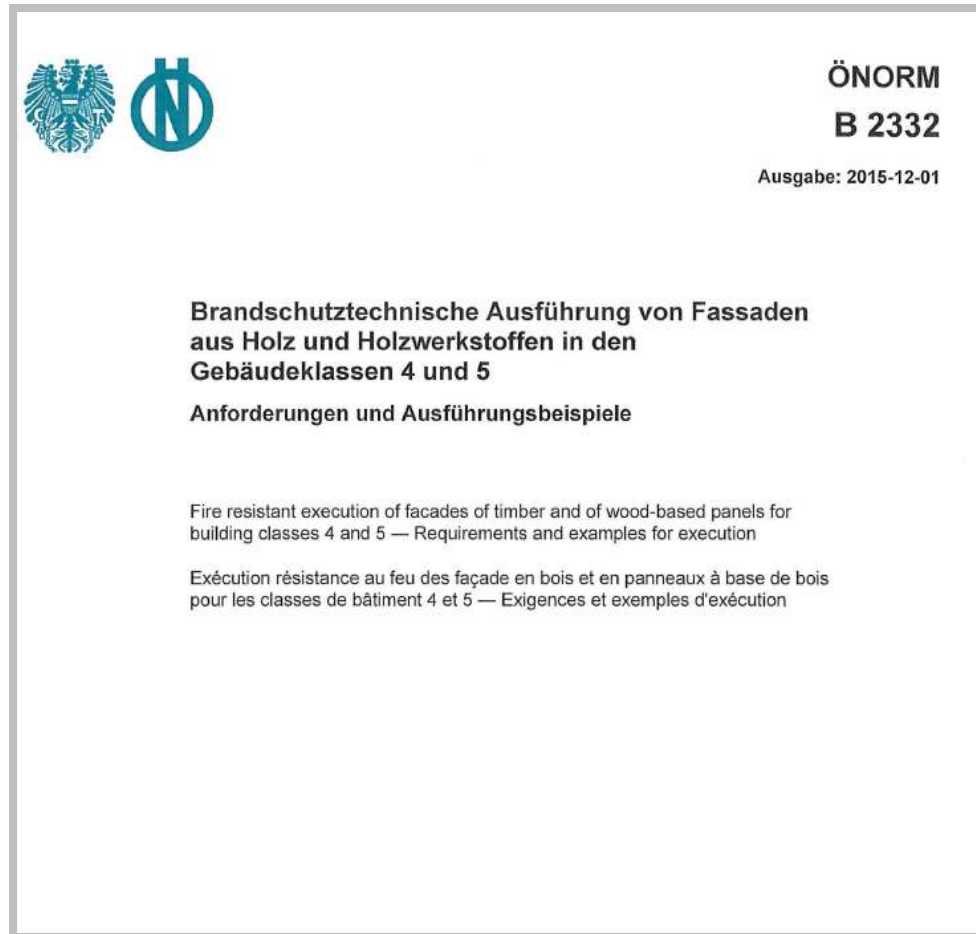 ÖNORM
B 2332
Ausgabe: 2015-12-01
Brandschutztechnische Ausführung von Fassaden
aus Holz und Holzwerkstoffen in den
Gebäudeklassen 4 und 5
Anforderungen und Ausführungsbeispiele
Fire resistant execution of facades of timber and of wood-based panels for
building classes 4 and 5 — Requirements and examples for execution
Exécution résistance au feu des façade en bois et en panneaux à base de bois
pour les classes de bâtiment 4 et 5 — Exigences et exemples d'exécution